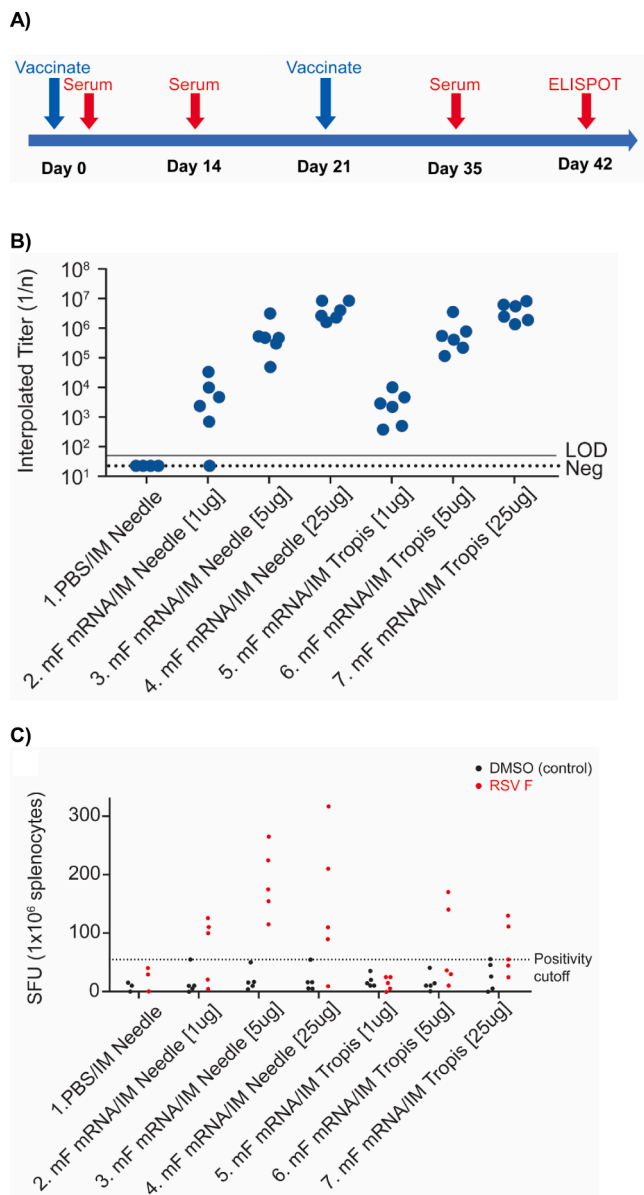 A)
Vaccinate
Serum
Serum
Vaccinate
Serum
ELISPOT
Day 0
Day 14
Day 21
Day 35
Day 42
B)
Interpolated Titer (1/n)
10⁸
10⁷
10⁶
10⁵
10⁴
10³
10²
10¹
LOD
Neg
1.PBS/IM Needle
2. mF mRNA/IM Needle [1ug]
3. mF mRNA/IM Needle [5ug]
4. mF mRNA/IM Needle [25ug]
5. mF mRNA/IM Tropis [1ug]
6. mF mRNA/IM Tropis [5ug]
7. mF mRNA/IM Tropis [25ug]
C)
DMSO (control)
RSV F
SFU (1x10⁶ splenocytes)
300
200
100
0
Positivity
cutoff
1.PBS/IM Needle
2. mF mRNA/IM Needle [1ug]
3. mF mRNA/IM Needle [5ug]
4. mF mRNA/IM Needle [25ug]
5. mF mRNA/IM Tropis [1ug]
6. mF mRNA/IM Tropis [5ug]
7. mF mRNA/IM Tropis [25ug]